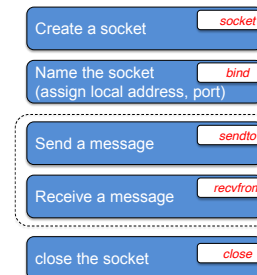 socket
Create a socket
bind
Name the socket
(assign local address, port)
sendto
Send a message
recvfrom
Receive a message
close
close the socket